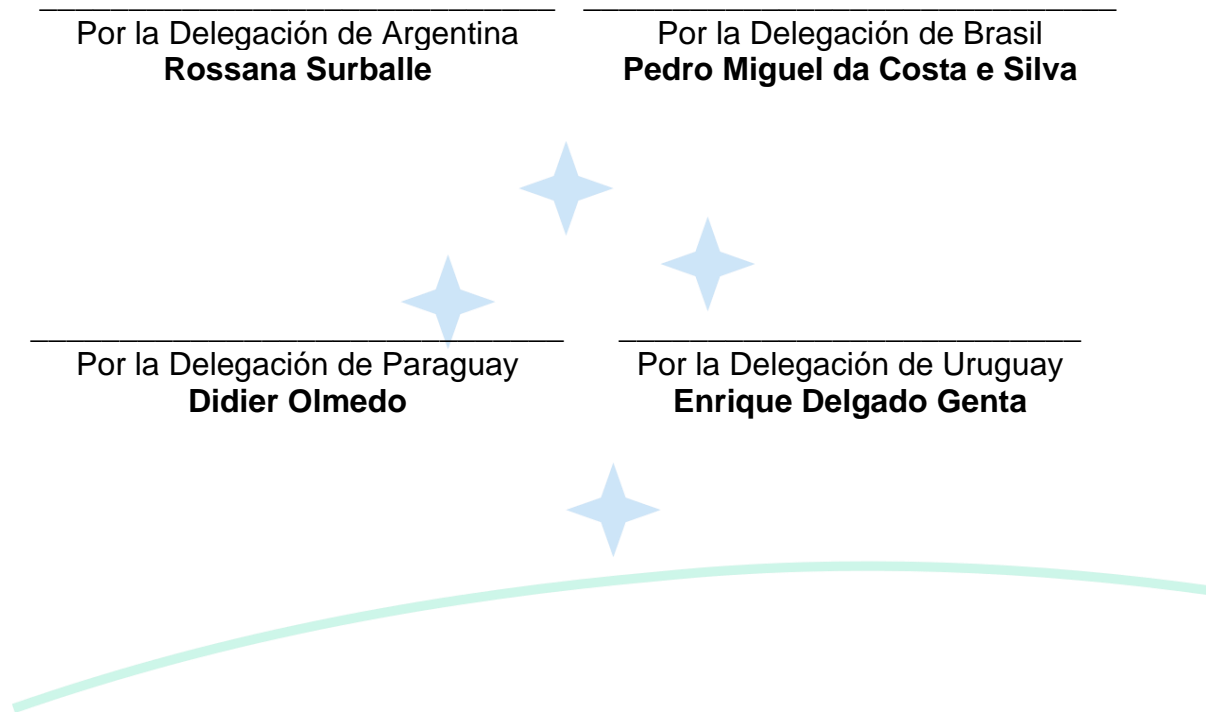 Por la Delegación de Argentina
Rossana Surballe
Por la Delegación de Brasil
Pedro Miguel da Costa e Silva
Por la Delegación de Paraguay
Didier Olmedo
Por la Delegación de Uruguay
Enrique Delgado Genta